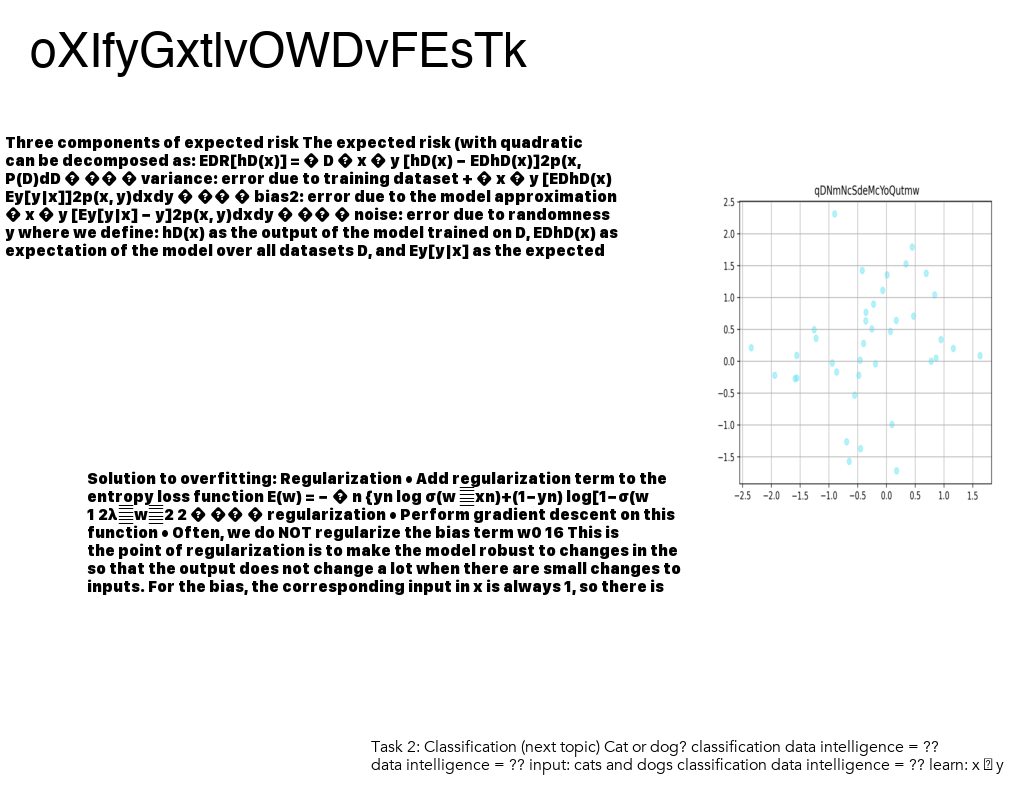 oXIfyGxtlvOWDvFEsTk
Three components of expected risk The expected risk (with quadratic
can be decomposed as: EDR[hD(x)] = � D � x � y [hD(x) − EDhD(x)]2p(x,
P(D)dD � � � � variance: error due to training dataset + � x � y [EDhD(x)
Ey[y|x]]2p(x, y)dxdy � � � � bias2: error due to the model approximation
� x � y [Ey[y|x] − y]2p(x, y)dxdy � � � � noise: error due to randomness
y where we define: hD(x) as the output of the model trained on D, EDhD(x) as
expectation of the model over all datasets D, and Ey[y|x] as the expected
qDNmNcSdeMcYoQutmw
2.5
2.0
1.5
1.0
0.5
0.0
−0.5
−1.0
−1.5
−2.5 −2.0 −1.5 −1.0 −0.5 0.0 0.5 1.0 1.5
Solution to overfitting: Regularization • Add regularization term to the
entropy loss function E(w) = − � n {yn log σ(w xn)+(1−yn) log[1−σ(w
1 2λ w 2 2 � � � � regularization • Perform gradient descent on this
function • Often, we do NOT regularize the bias term w0 16 This is
the point of regularization is to make the model robust to changes in the
so that the output does not change a lot when there are small changes to
inputs. For the bias, the corresponding input in x is always 1, so there is
Task 2: Classification (next topic) Cat or dog? classification data intelligence = ??
data intelligence = ?? input: cats and dogs classification data intelligence = ?? learn: x y